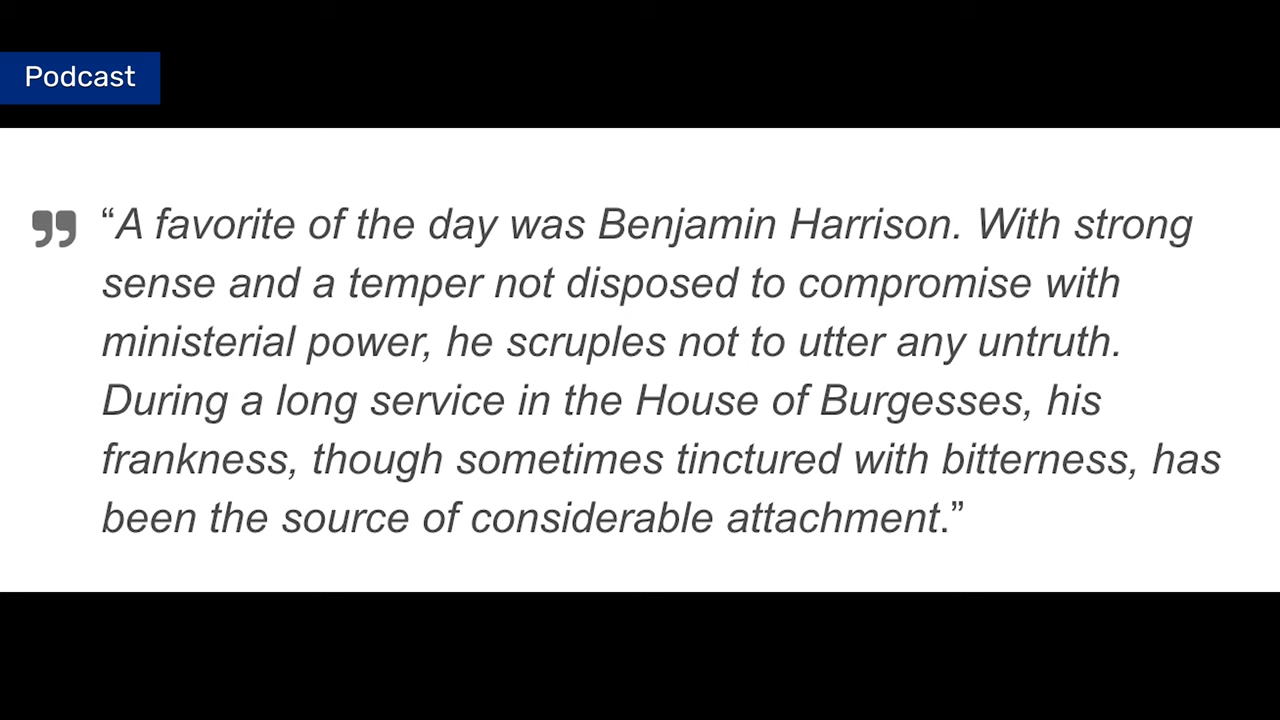 Podcast
“A favorite of the day was Benjamin Harrison. With strong
sense and a temper not disposed to compromise with
ministerial power, he scruples not to utter any untruth.
During a long service in the House of Burgesses, his
frankness, though sometimes tinctured with bitterness, has
been the source of considerable attachment.”